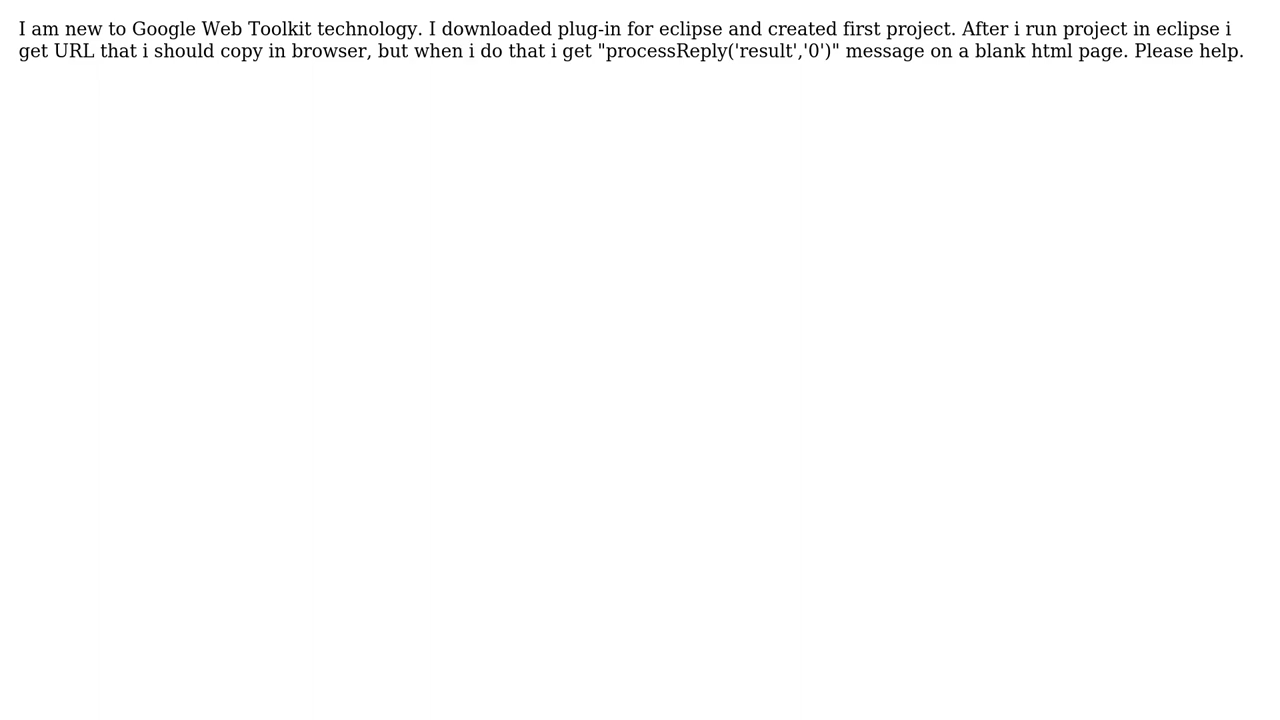 I am new to Google Web Toolkit technology. I downloaded plug-in for eclipse and created first project. After i run project in eclipse i
get URL that i should copy in browser, but when i do that i get "processReply('result','0')" message on a blank html page. Please help.